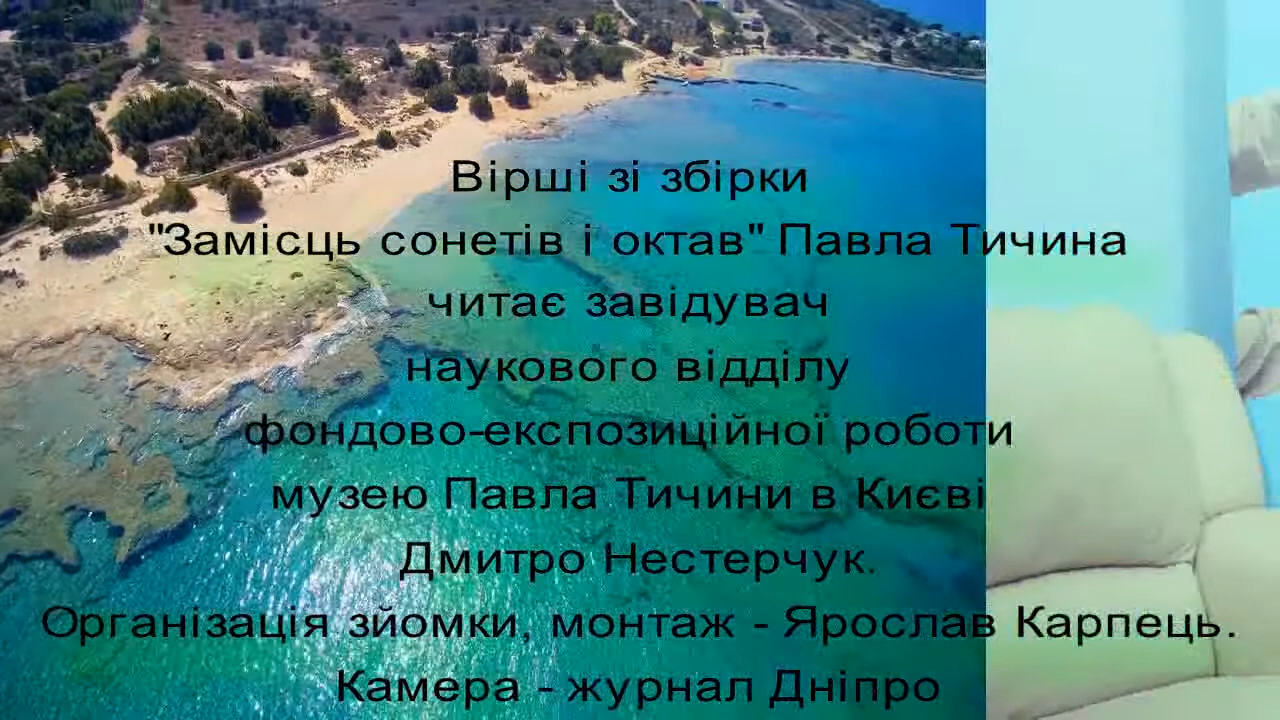 Вірші зі збірки
"Замісць сонетів і октав" Павла Тичина
читає завідувач
наукового відділу
фондово-експозиційної роботи
музею Павла Тичини в Києві
Дмитро Нестерчук.
Організація зйомки, монтаж - Ярослав Карпець.
Камера - журнал Дніпро